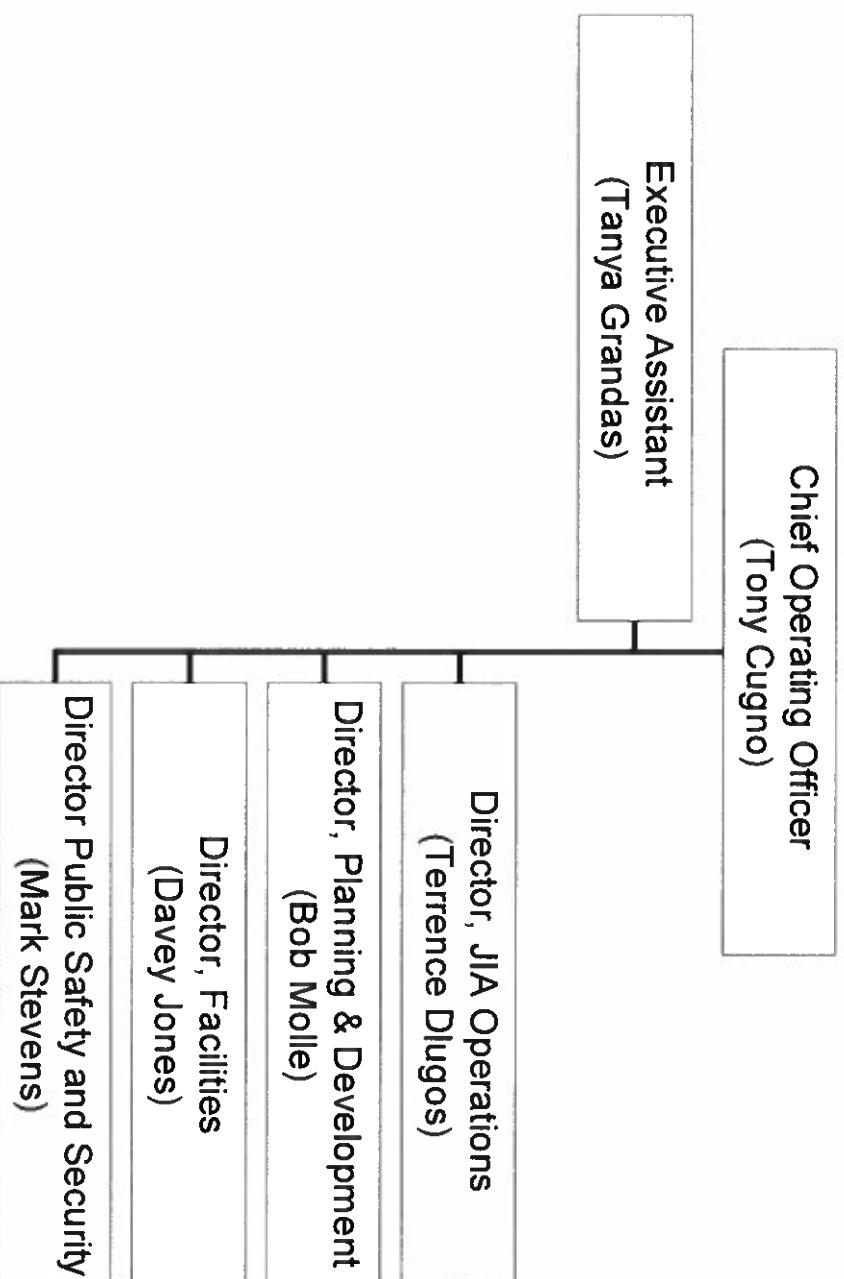 Chief Operating Officer
(Tony Cugno)
Executive Assistant
(Tanya Grandas)
Director, JIA Operations
(Terrence Dlugos)
Director, Planning & Development
(Bob Molle)
Director, Facilities
(Davey Jones)
Director Public Safety and Security
(Mark Stevens)